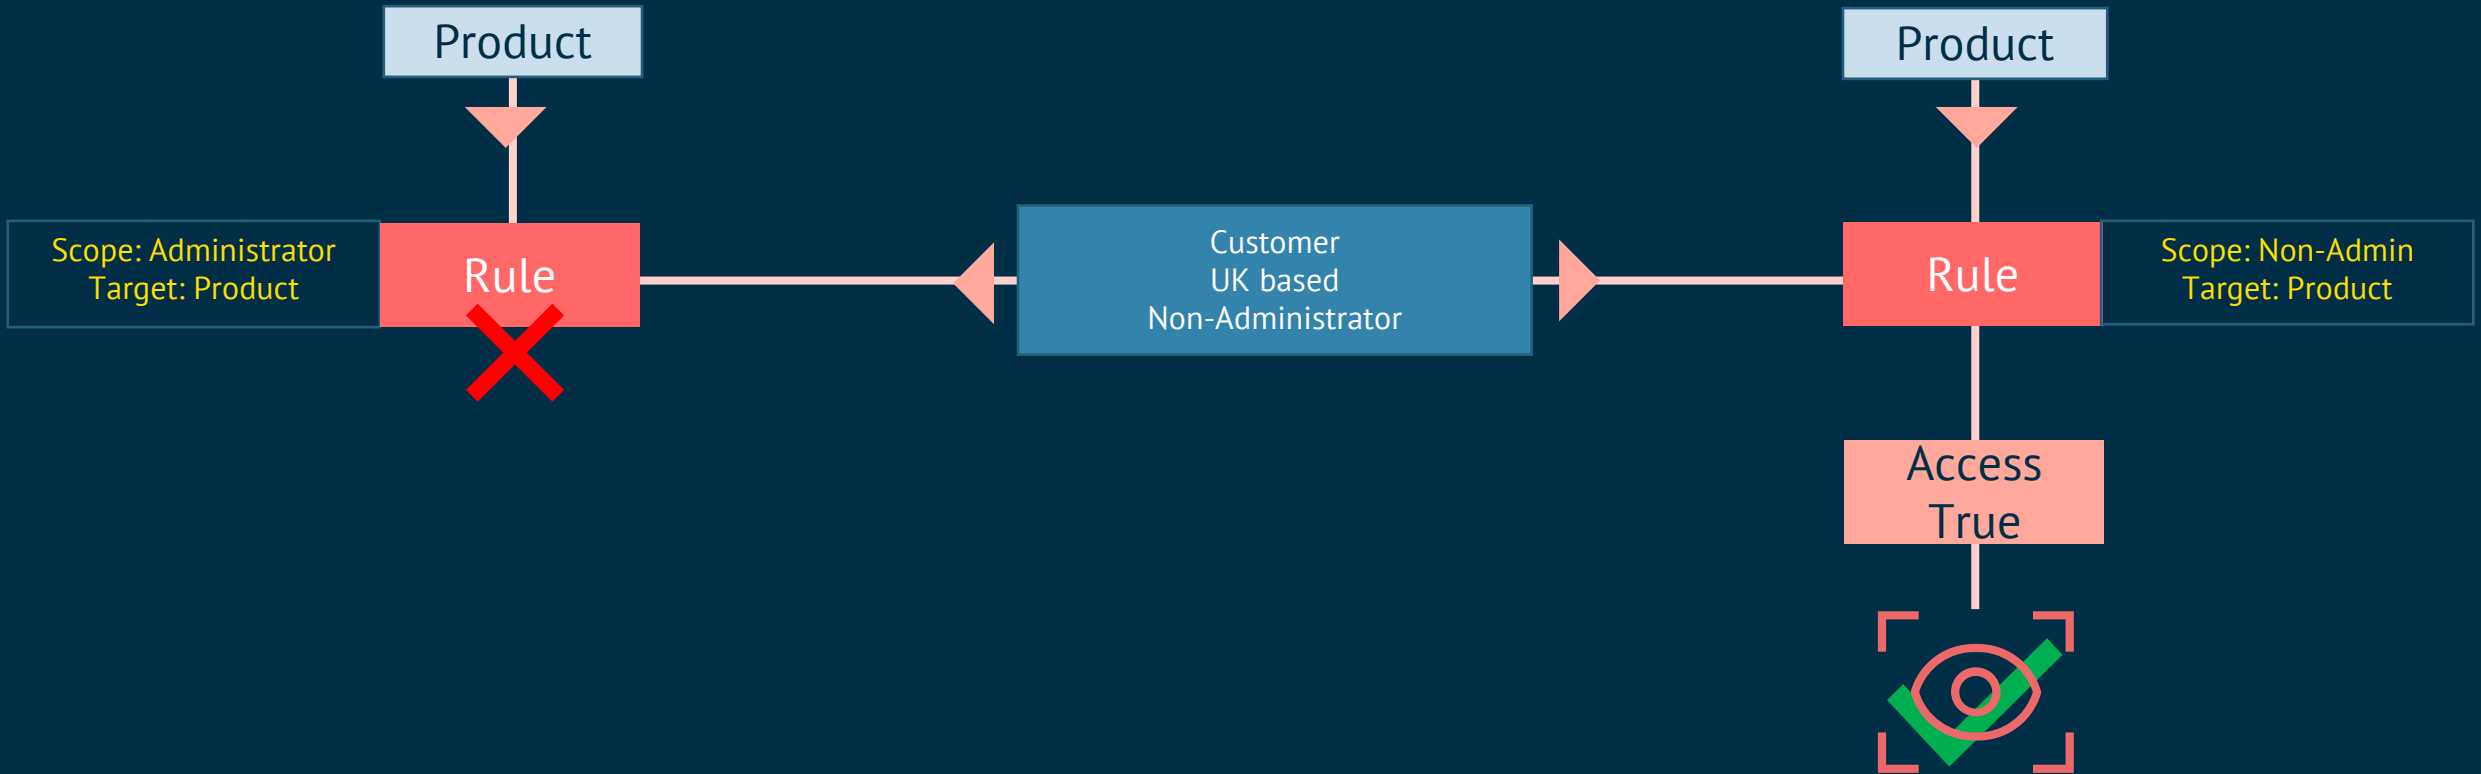 Product
Product
Scope: Administrator
Target: Product
Rule
Customer
UK based
Non-Administrator
Rule
Scope: Non-Admin
Target: Product
Access
True